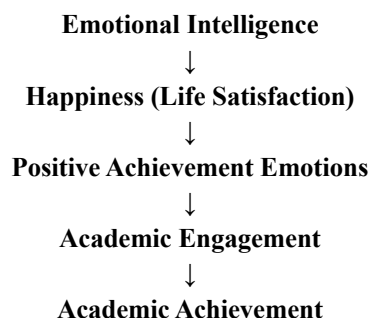 Emotional Intelligence
↓
Happiness (Life Satisfaction)
↓
Positive Achievement Emotions
↓
Academic Engagement
↓
Academic Achievement